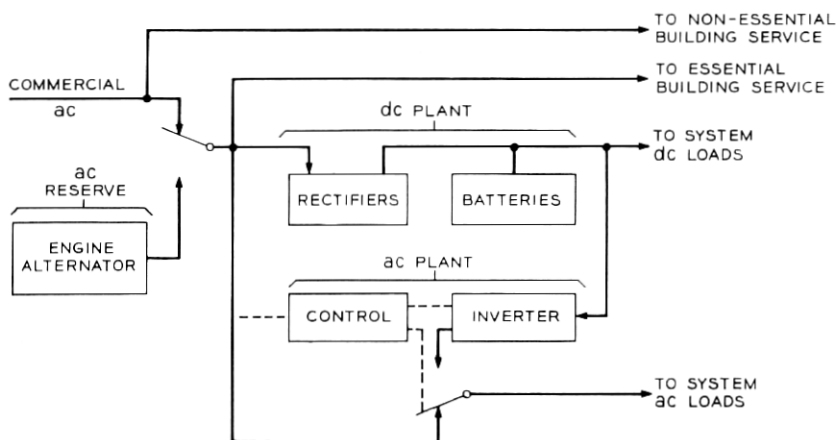 TO NON-ESSENTIAL
BUILDING SERVICE
COMMERCIAL
ac
TO ESSENTIAL
BUILDING SERVICE
dc PLANT
TO SYSTEM
dc LOADS
ac
RESERVE
RECTIFIERS
BATTERIES
ENGINE
ALTERNATOR
ac PLANT
CONTROL
INVERTER
TO SYSTEM
ac LOADS